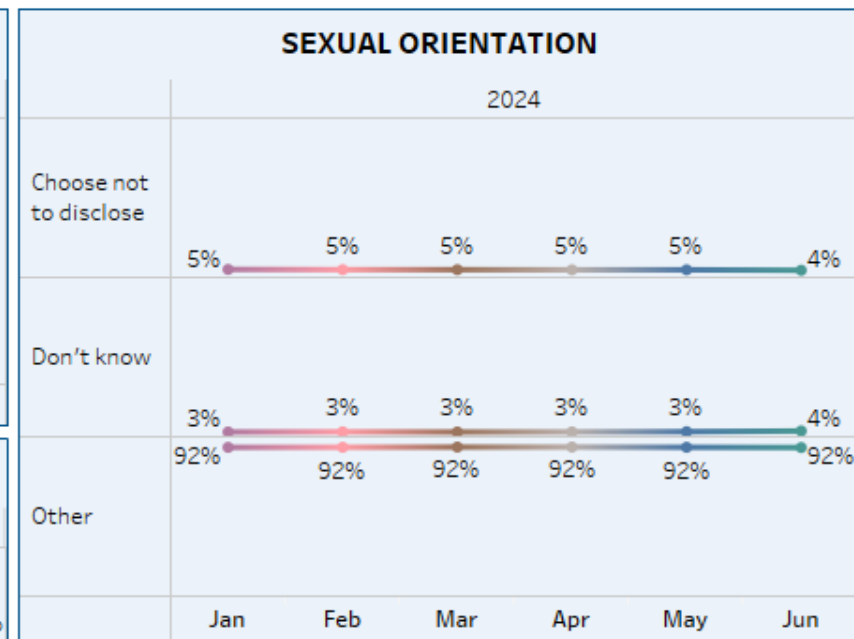 SEXUAL ORIENTATION
2024
Choose not
to disclose
5% 5% 5% 5% 5% 4%
Don't know
3% 3% 3% 3% 3% 4%
92% 92% 92% 92% 92% 92%
Other
Jan Feb Mar Apr May Jun